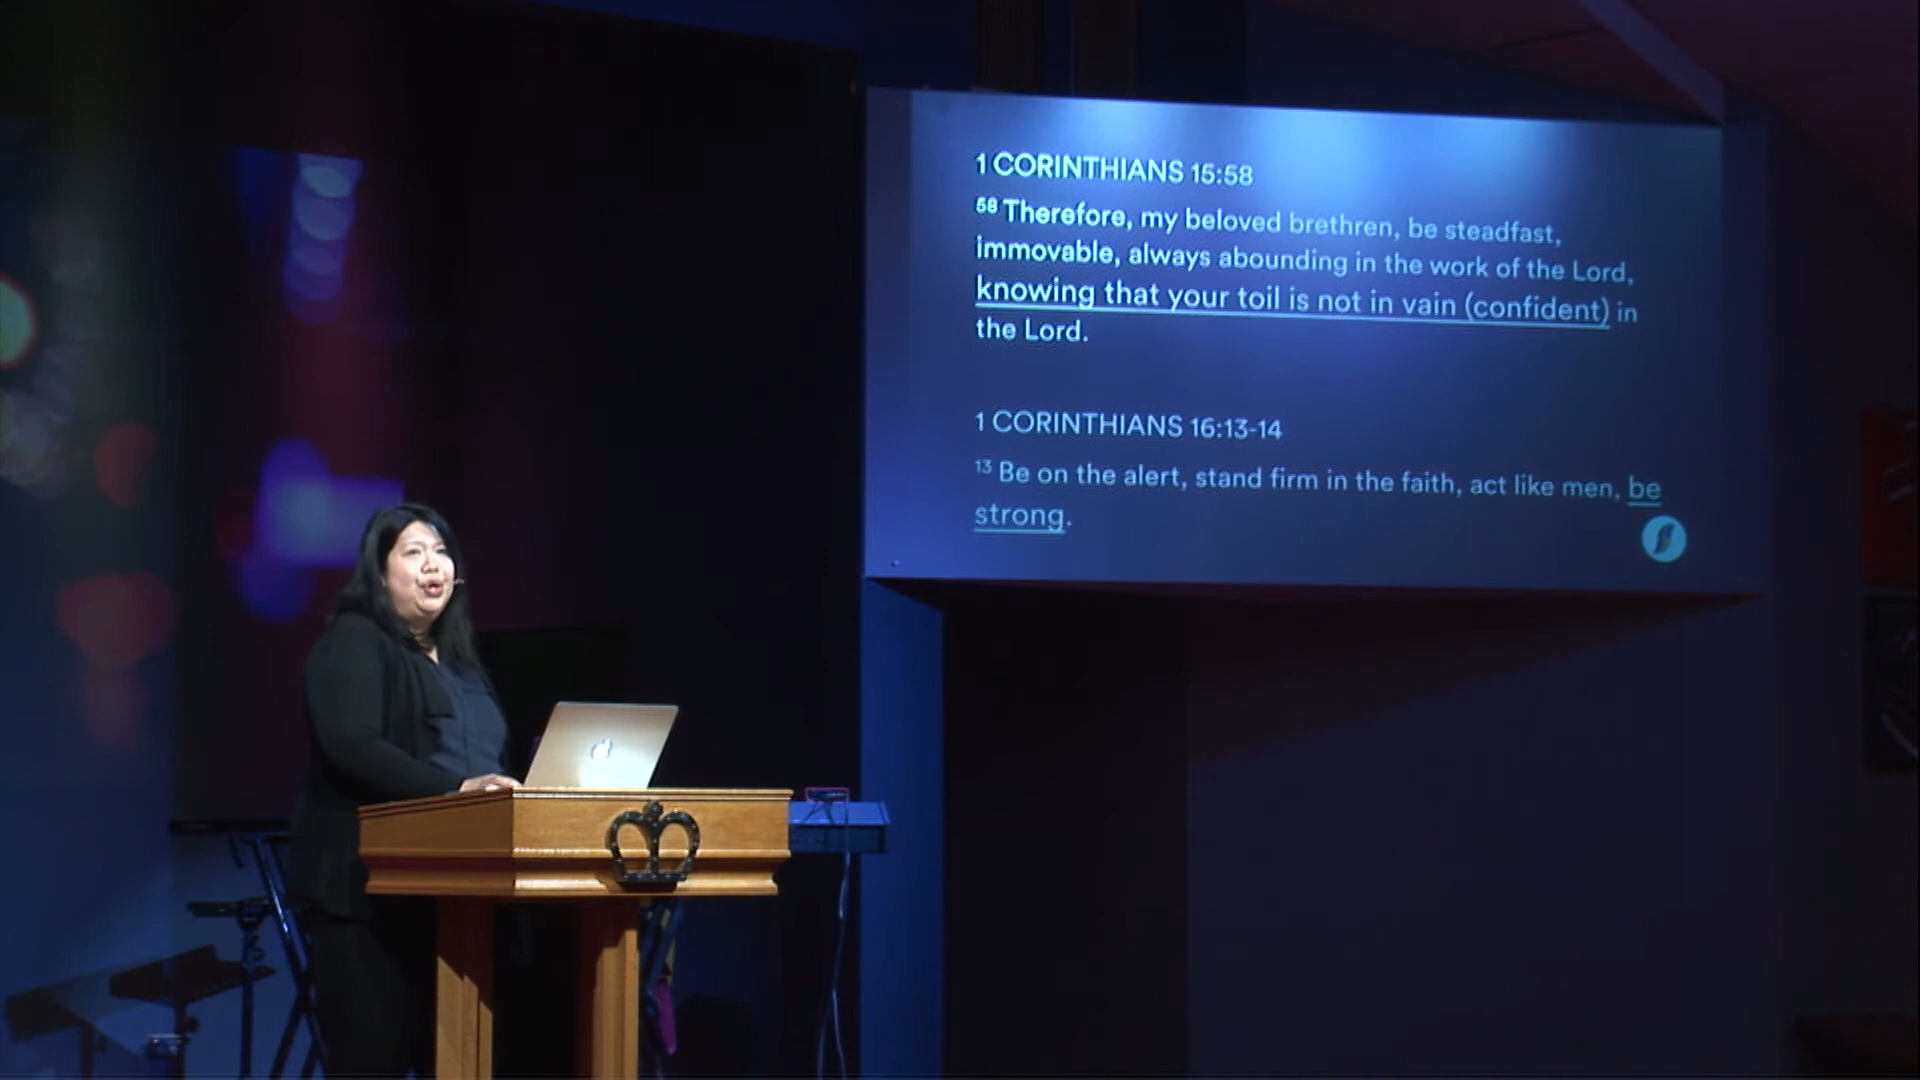 1 CORINTHIANS 15:58
58 Therefore, my beloved brethren, be steadfast,
immovable, always abounding in the work of the Lord,
knowing that your toil is not in vain (confident) in
the Lord.
1 CORINTHIANS 16:13-14
13 Be on the alert, stand firm in the faith, act like men, be
strong.